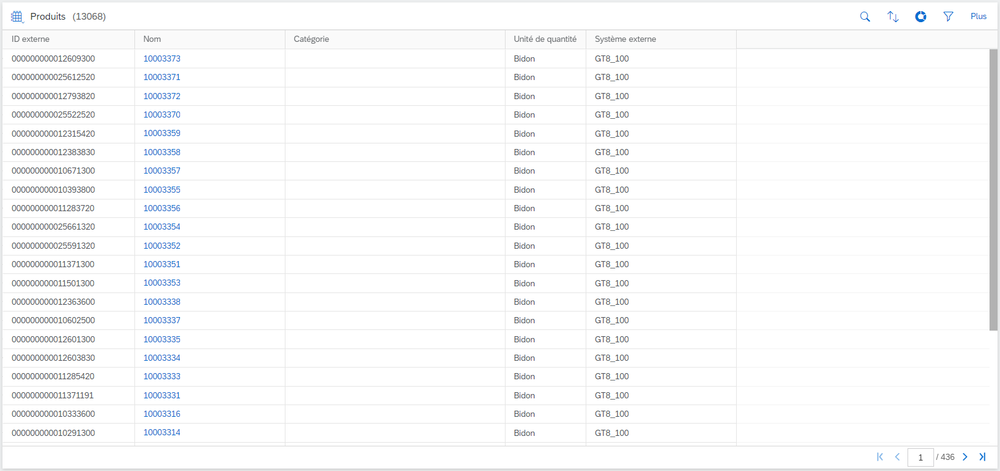 Produits (13068) Plus
ID externe Nom Catégorie Unité de quantité Système externe
000000000012609300 10003373 Bidon GT8_100
000000000025612520 10003371 Bidon GT8_100
000000000012793820 10003372 Bidon GT8_100
000000000025522520 10003370 Bidon GT8_100
000000000012315420 10003359 Bidon GT8_100
000000000012383830 10003358 Bidon GT8_100
000000000010671300 10003357 Bidon GT8_100
000000000010393800 10003355 Bidon GT8_100
000000000011283720 10003356 Bidon GT8_100
000000000025661320 10003354 Bidon GT8_100
000000000025591320 10003352 Bidon GT8_100
000000000011371300 10003351 Bidon GT8_100
000000000011501300 10003353 Bidon GT8_100
000000000012363600 10003338 Bidon GT8_100
000000000010602500 10003337 Bidon GT8_100
000000000012601300 10003335 Bidon GT8_100
000000000012603830 10003334 Bidon GT8_100
000000000011285420 10003333 Bidon GT8_100
000000000011371191 10003331 Bidon GT8_100
000000000010333600 10003316 Bidon GT8_100
000000000010291300 10003314 Bidon GT8_100
1 / 436